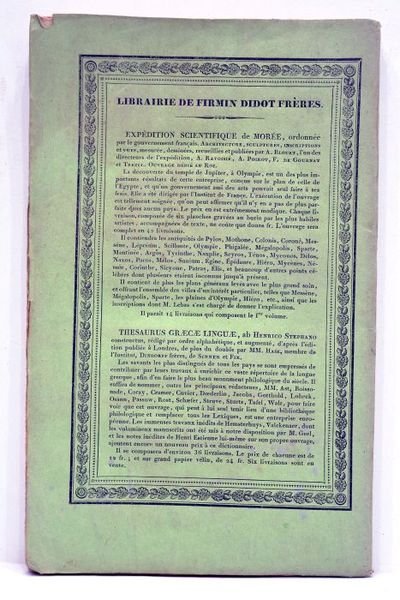 LIBRAIRIE DE FIRMIN DIDOT FRÈRES.
EXPÉDITION SCIENTIFIQUE DE MORÉE, ordonnée
par le gouvernement français. Architecture, sculptures, inscriptions
et vues, mesurées, dessinées, recueillies et publiées par A. Blouet, l'un des
directeurs de l'expédition, A. Ravoisié, A. Poirot, F. de Gournay
et Trézel. Ouvrage dédié au Roi.
La découverte du temple de Jupiter, à Olympie, est un des plus im-
portants résultats de cette entreprise, conçue sur le plan de celle de
l'Egypte, et qu'un gouvernement ami des arts pouvait seul faire à ses
frais. Elle a été dirigée par l'Institut de France. L'exécution de l'ouvrage
est tellement soignée, qu'on peut affirmer qu'il n'y en a pas de plus par-
faite dans aucun pays. Le prix en est extrêmement modique. Chaque li-
vraison, composée de six planches gravées au burin par les plus habiles
artistes, accompagnées de texte, ne coûte que douze fr. L'ouvrage sera
complet en livraisons.
Il contiendra les antiquités de Pylos, Mothone, Colonis, Coroné, Mes-
sène, Lépréum, Scillonte, Olympie, Phigalée, Mégalopolis, Sparte,
Mantinée, Argos, Tyrinthe, Nauplie, Scyros, Ténos, Myconos, Délos,
Naxos, Paros, Milos, Sunium, Égine, Épidaure, Hiéro, Mycènes, Né-
mée, Corinthe, Sicyone, Patras, Élis, et beaucoup d'autres points cé-
lèbres dont plusieurs étaient inconnus jusqu'à présent.
Il contient de plus les plans généraux levés avec le plus grand soin,
et offrant l'ensemble des villes d'un intérêt particulier, telles que Messène,
Mégalopolis, Sparte, les plaines d'Olympie, Hiéro, etc., ainsi que les
inscriptions dont M. Lebas s'est chargé de donner l'explication.
Il paraît 14 livraisons qui composent le 1er volume.
THESAURUS GRÆCÆ LINGUÆ, ab Henrico Stephano
constructus, rédigé par ordre alphabétique, et augmenté, d'après l'édi-
tion publiée à Londres, de plus du double par MM. Hase, membre de
l'Institut, Dindorff frères, de Sinner et Fix.
Les savants les plus distingués de tous les pays se sont empressés de
contribuer par leurs travaux à enrichir ce vaste répertoire de la langue
grecque, afin d'en faire le plus beau monument philologique du siècle. Il
suffira de nommer, outre les principaux rédacteurs, MM. Ast, Boisso-
nade, Coray, Cramer, Cuvier, Doederlin, Jacobs, Gotthold, Lobeck,
Osann, Passow, Rost, Schæfer, Struve, Sturtz, Tafel, Walz, pour faire
voir que cet ouvrage, qui peut à lui seul tenir lieu d'une bibliothèque
philologique et remplacer tous les Lexiques, est une entreprise euro-
péenne. Les immenses travaux inédits de Hemsterhuys, Valckenaer, dont
les volumineux manuscrits ont été mis à notre disposition par M. Geel,
et les notes inédites de Henri Estienne lui-même sur son propre ouvrage,
ajoutent encore un nouveau prix à ce dictionnaire.
Il se composera d'environ 36 livraisons. Le prix de chacune est de
12 fr.; et sur grand papier vélin, de 24 fr. Six livraisons sont en
vente.